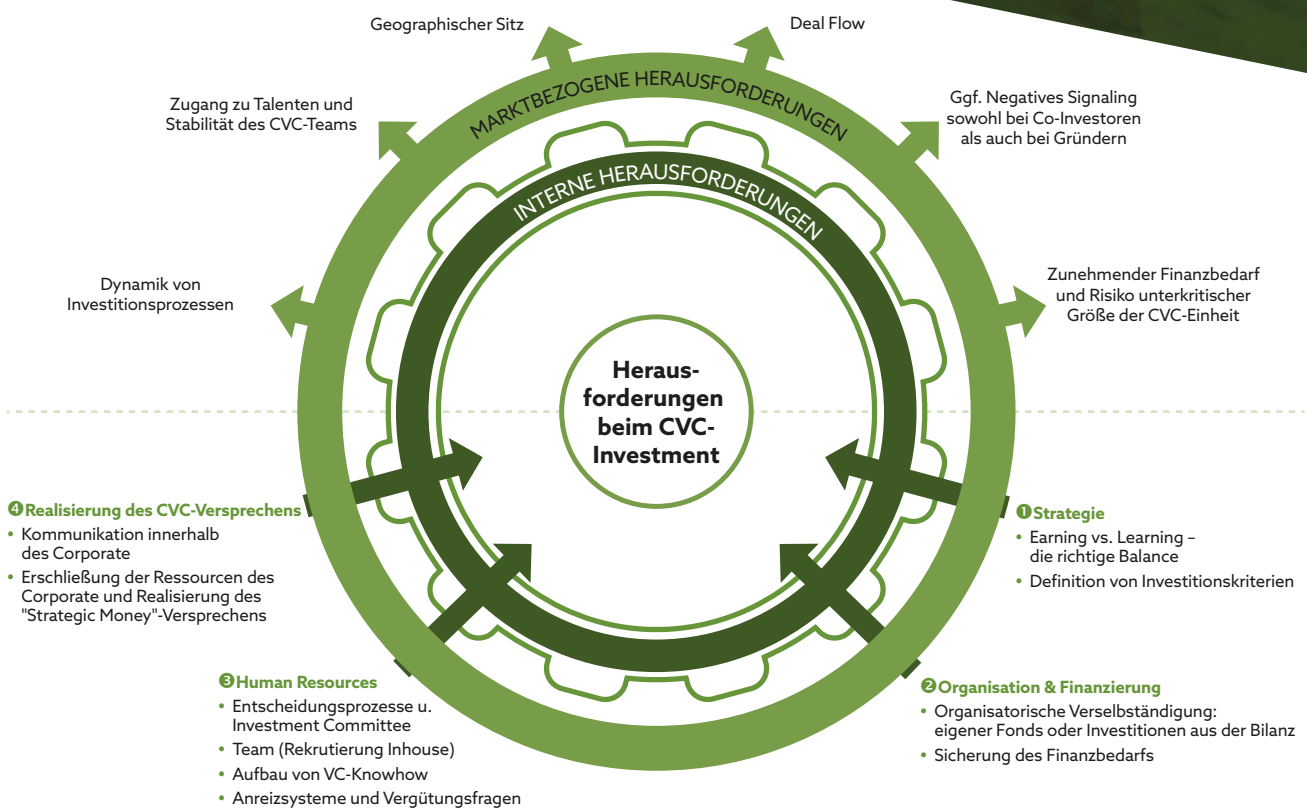 Geographischer Sitz
Deal Flow
Zugang zu Talenten und
Stabilität des CVC-Teams
MARKTBEZOGENE HERAUSFORDERUNGEN
Ggf. Negatives Signaling
sowohl bei Co-Investoren
als auch bei Gründern
INTERNE HERAUSFORDERUNGEN
Dynamik von
Investitionsprozessen
Zunehmender Finanzbedarf
und Risiko unterkritischer
Größe der CVC-Einheit
Heraus-
forderungen
beim CVC-
Investment
❹Realisierung des CVC-Versprechens
• Kommunikation innerhalb
des Corporate
• Erschließung der Ressourcen des
Corporate und Realisierung des
"Strategic Money"-Versprechens
❶Strategie
• Earning vs. Learning –
die richtige Balance
• Definition von Investitionskriterien
❸Human Resources
• Entscheidungsprozesse u.
Investment Committee
• Team (Rekrutierung Inhouse)
• Aufbau von VC-Knowhow
• Anreizsysteme und Vergütungsfragen
❷Organisation & Finanzierung
• Organisatorische Verselbständigung:
eigener Fonds oder Investitionen aus der Bilanz
• Sicherung des Finanzbedarfs